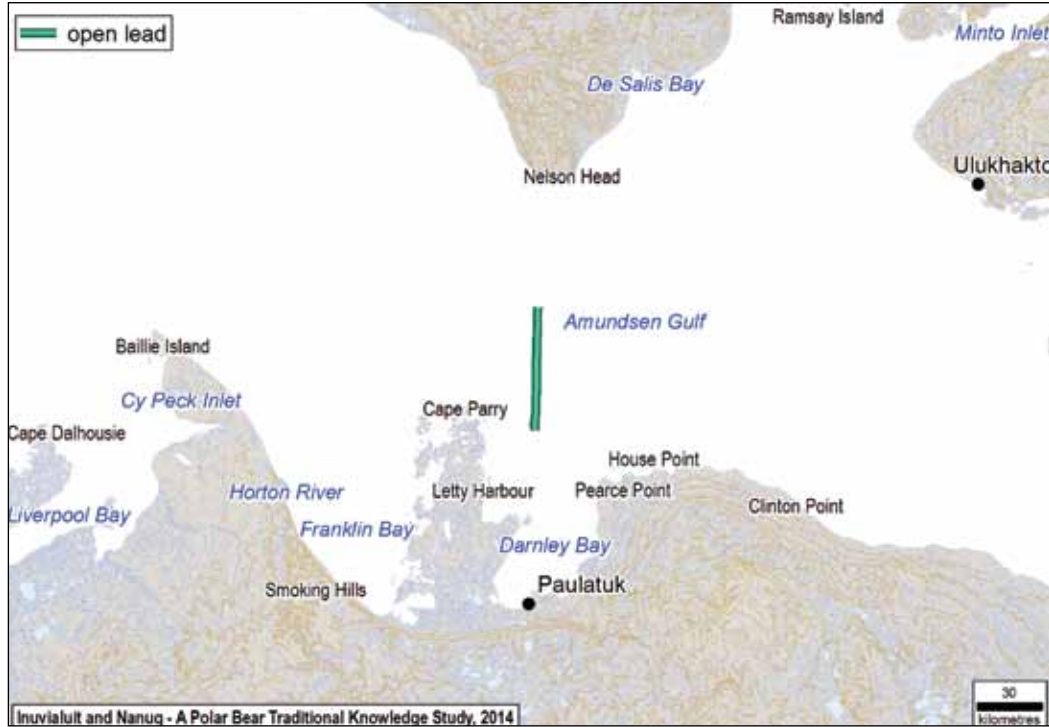 open lead
Ramsay Island
Minto Inlet
De Salis Bay
Ulukhakto
Nelson Head
Amundsen Gulf
Baillie Island
Cy Peck Inlet
Cape Parry
Cape Dalhousie
House Point
Horton River
Letty Harbour
Pearce Point
Clinton Point
Liverpool Bay
Franklin Bay
Darnley Bay
Smoking Hills
Paulatuk
30
kilometres
Inuvialuit and Nanuq - A Polar Bear Traditional Knowledge Study, 2014